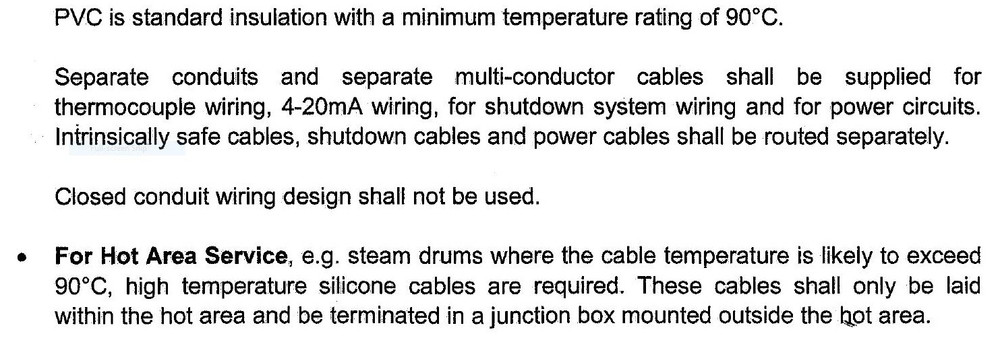 PVC is standard insulation with a minimum temperature rating of 90°C.
Separate conduits and separate multi-conductor cables shall be supplied for
thermocouple wiring, 4-20mA wiring, for shutdown system wiring and for power circuits.
Intrinsically safe cables, shutdown cables and power cables shall be routed separately.
Closed conduit wiring design shall not be used.
• For Hot Area Service, e.g. steam drums where the cable temperature is likely to exceed
90°C, high temperature silicone cables are required. These cables shall only be laid
within the hot area and be terminated in a junction box mounted outside the hot area.